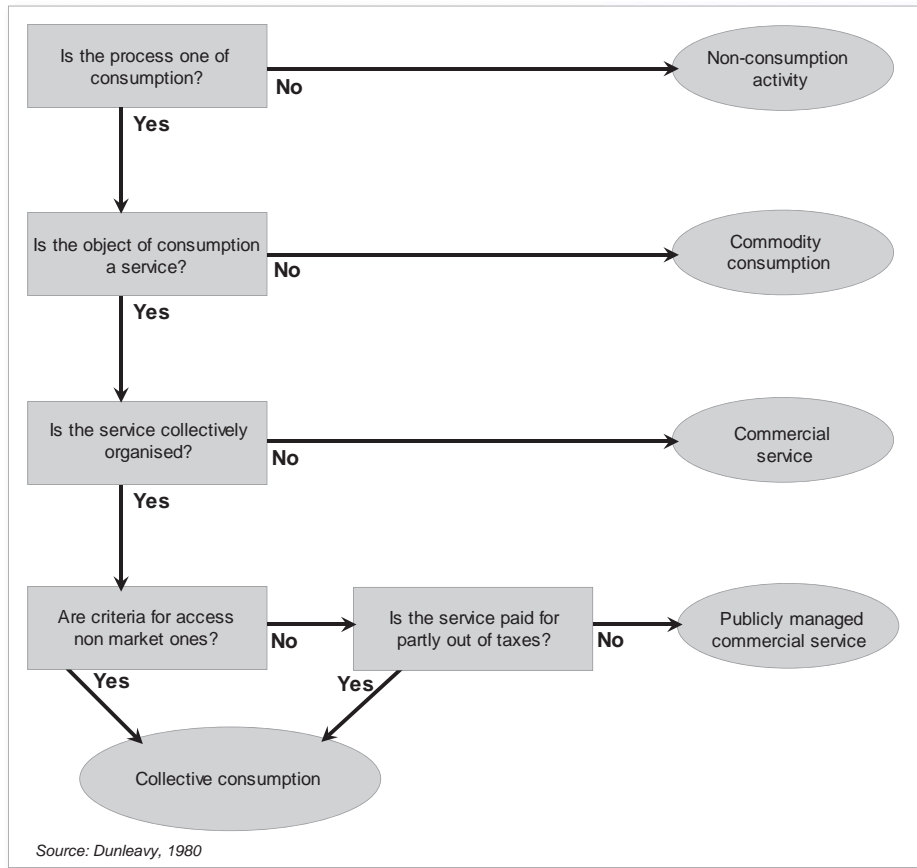 Is the process one of
consumption?
No
Non-consumption
activity
Yes
Is the object of consumption
a service?
No
Commodity
consumption
Yes
Is the service collectively
organised?
No
Commercial
service
Yes
Are criteria for access
non market ones?
No
Is the service paid for
partly out of taxes?
No
Publicly managed
commercial service
Yes
Yes
Collective consumption
Source: Dunleavy, 1980